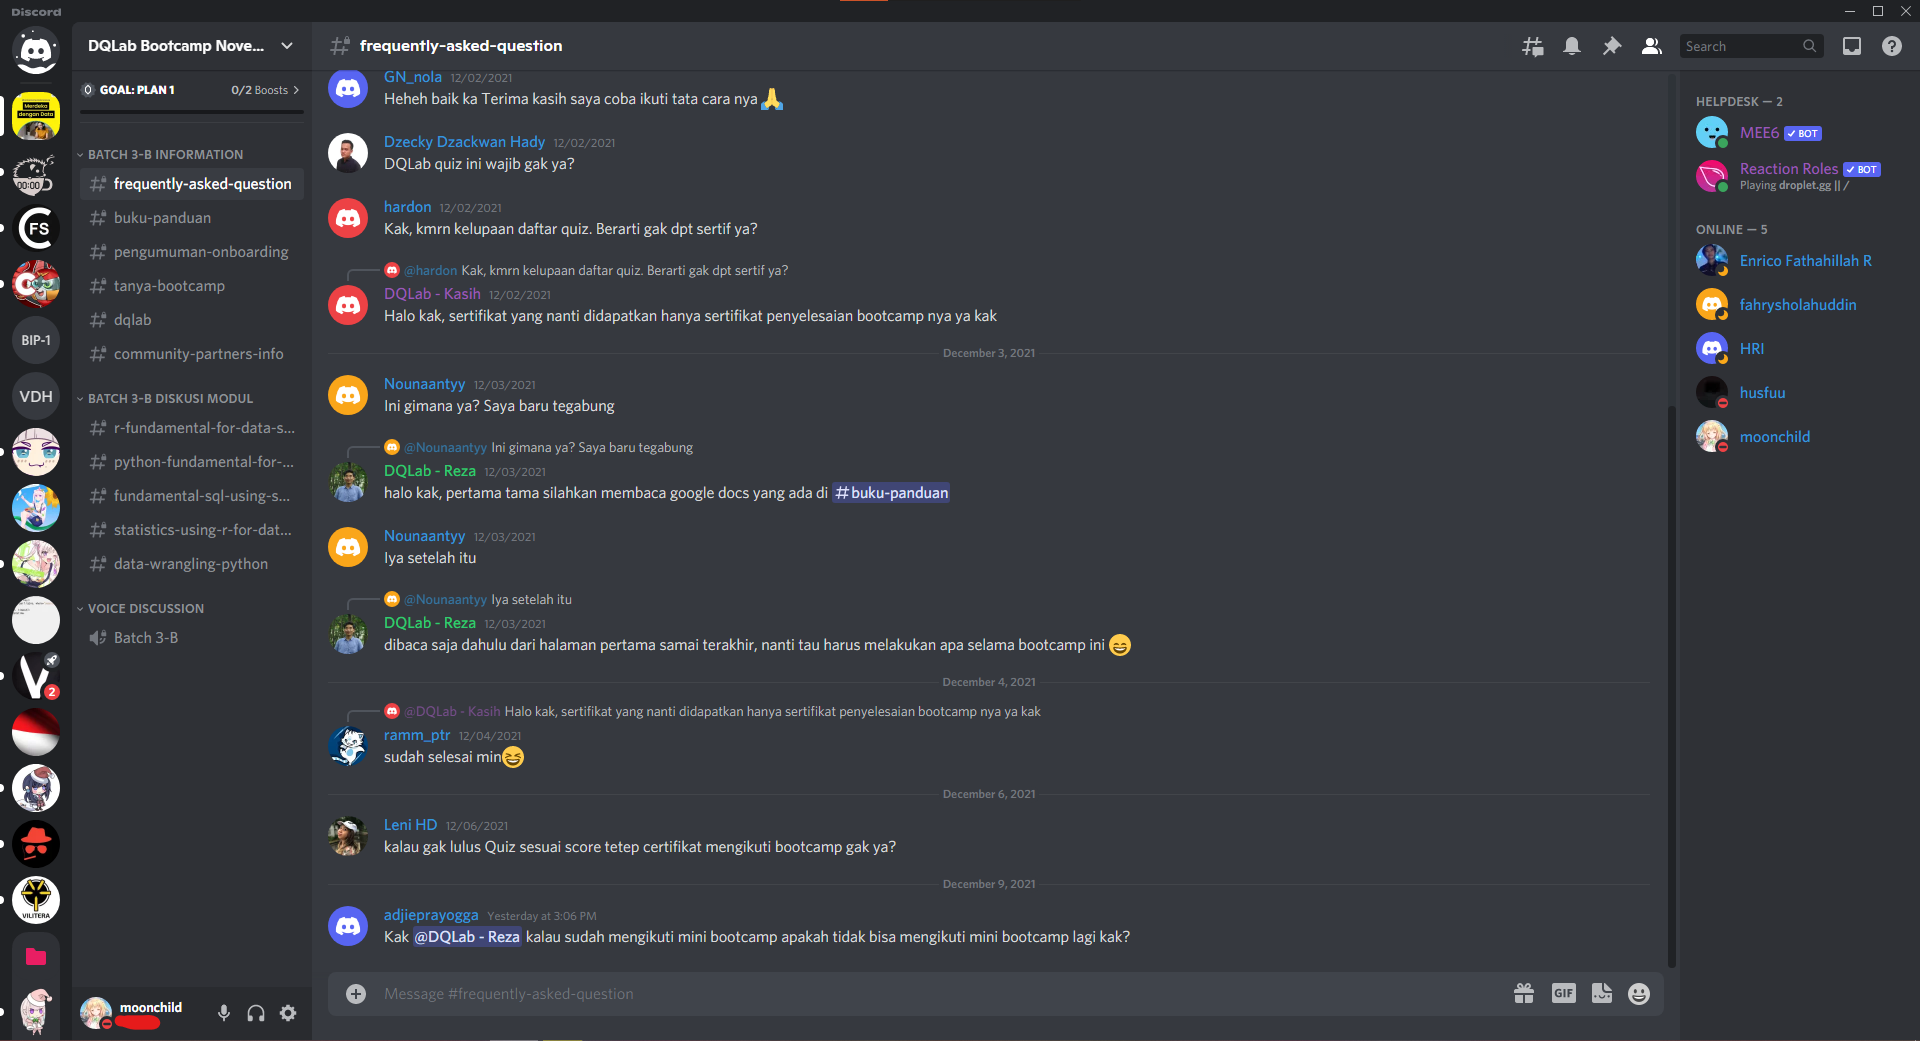 Discord
DQLab Bootcamp Nove...
frequently-asked-question
Search
GOAL: PLAN 1
0/2 Boosts
BATCH 3-B INFORMATION
frequently-asked-question
buku-panduan
pengumuman-onboarding
tanya-bootcamp
dqlab
community-partners-info
BATCH 3-B DISKUSI MODUL
r-fundamental-for-data-s...
python-fundamental-for-...
fundamental-sql-using-s...
statistics-using-r-for-dat...
data-wrangling-python
VOICE DISCUSSION
Batch 3-B
Merdeka
dengan Data
00:00
FS
BIP-1
VDH
2
VILITERA
moonchild
GN_nola 12/02/2021
Heheh baik ka Terima kasih saya coba ikuti tata cara nya 🙏
Dzecky Dzackwan Hady 12/02/2021
DQLab quiz ini wajib gak ya?
hardon 12/02/2021
Kak, kmrn kelupaan daftar quiz. Berarti gak dpt sertif ya?
@hardon Kak, kmrn kelupaan daftar quiz. Berarti gak dpt sertif ya?
DQLab - Kasih 12/02/2021
Halo kak, sertifikat yang nanti didapatkan hanya sertifikat penyelesaian bootcamp nya ya kak
December 3, 2021
Nounaantyy 12/03/2021
Ini gimana ya? Saya baru tegabung
@Nounaantyy Ini gimana ya? Saya baru tegabung
DQLab - Reza 12/03/2021
halo kak, pertama tama silahkan membaca google docs yang ada di #buku-panduan
Nounaantyy 12/03/2021
Iya setelah itu
@Nounaantyy Iya setelah itu
DQLab - Reza 12/03/2021
dibaca saja dahulu dari halaman pertama samai terakhir, nanti tau harus melakukan apa selama bootcamp ini 😄
December 4, 2021
@DQLab - Kasih Halo kak, sertifikat yang nanti didapatkan hanya sertifikat penyelesaian bootcamp nya ya kak
ramm_ptr 12/04/2021
sudah selesai min😆
December 6, 2021
Leni HD 12/06/2021
kalau gak lulus Quiz sesuai score tetep certifikat mengikuti bootcamp gak ya?
December 9, 2021
adjieprayogga Yesterday at 3:06 PM
Kak @DQLab - Reza kalau sudah mengikuti mini bootcamp apakah tidak bisa mengikuti mini bootcamp lagi kak?
Message #frequently-asked-question
GIF
HELPDESK — 2
MEE6 ✓ BOT
Reaction Roles ✓ BOT
Playing droplet.gg || /
ONLINE — 5
Enrico Fathahillah R
fahrysholahuddin
HRI
husfuu
moonchild